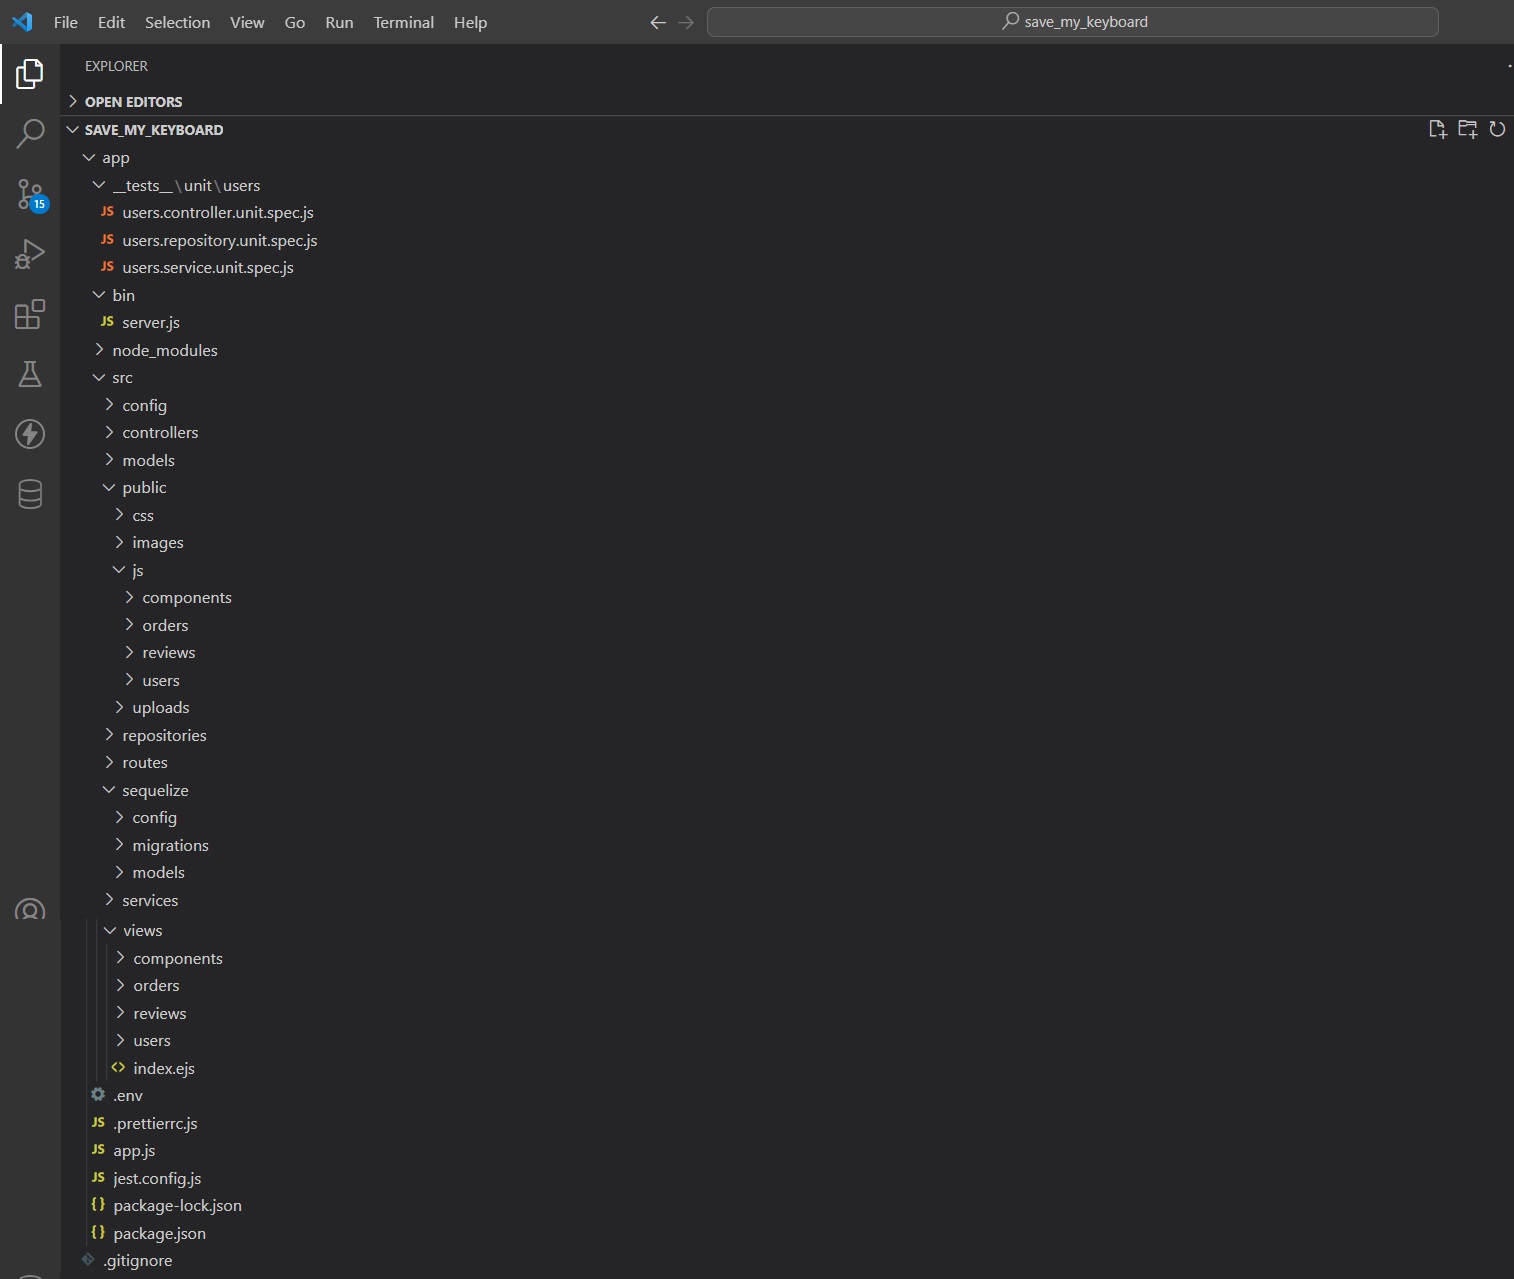 File Edit Selection View Go Run Terminal Help
save_my_keyboard
EXPLORER
OPEN EDITORS
SAVE_MY_KEYBOARD
app
__tests__\unit\users
JS users.controller.unit.spec.js
JS users.repository.unit.spec.js
JS users.service.unit.spec.js
bin
JS server.js
node_modules
src
config
controllers
models
public
css
images
js
components
orders
reviews
users
uploads
repositories
routes
sequelize
config
migrations
models
services
views
components
orders
reviews
users
<> index.ejs
.env
JS .prettierrc.js
JS app.js
JS jest.config.js
{} package-lock.json
{} package.json
.gitignore
15